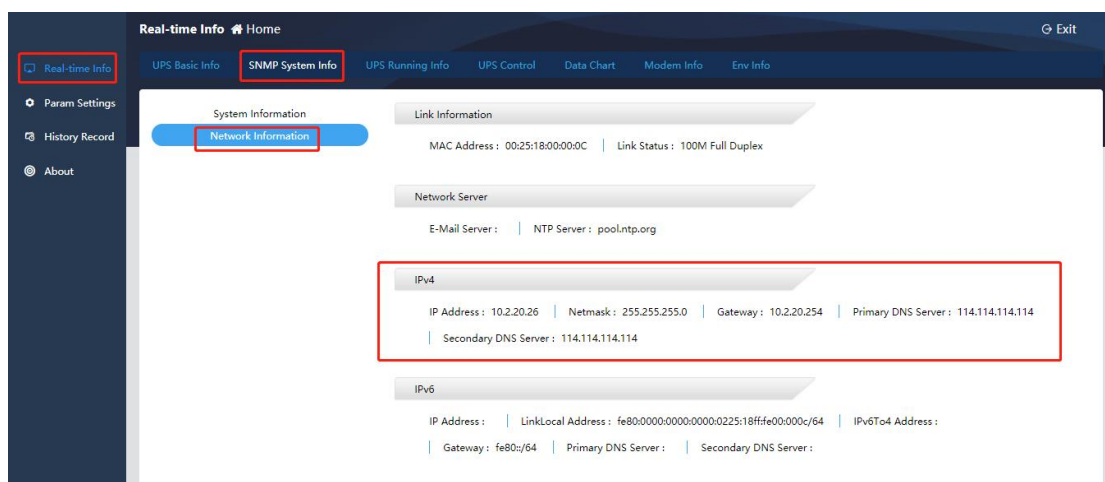 Real-time Info Home Exit
Real-time Info
Param Settings
History Record
About
UPS Basic Info SNMP System Info UPS Running Info UPS Control Data Chart Modem Info Env Info
System Information
Network Information
Link Information
MAC Address : 00:25:18:00:00:0C Link Status : 100M Full Duplex
Network Server
E-Mail Server : NTP Server : pool.ntp.org
IPv4
IP Address : 10.2.20.26 Netmask : 255.255.255.0 Gateway : 10.2.20.254 Primary DNS Server : 114.114.114.114
Secondary DNS Server : 114.114.114.114
IPv6
IP Address : LinkLocal Address : fe80:0000:0000:0000:0225:18ff:fe00:000c/64 IPv6To4 Address :
Gateway : fe80::/64 Primary DNS Server : Secondary DNS Server :